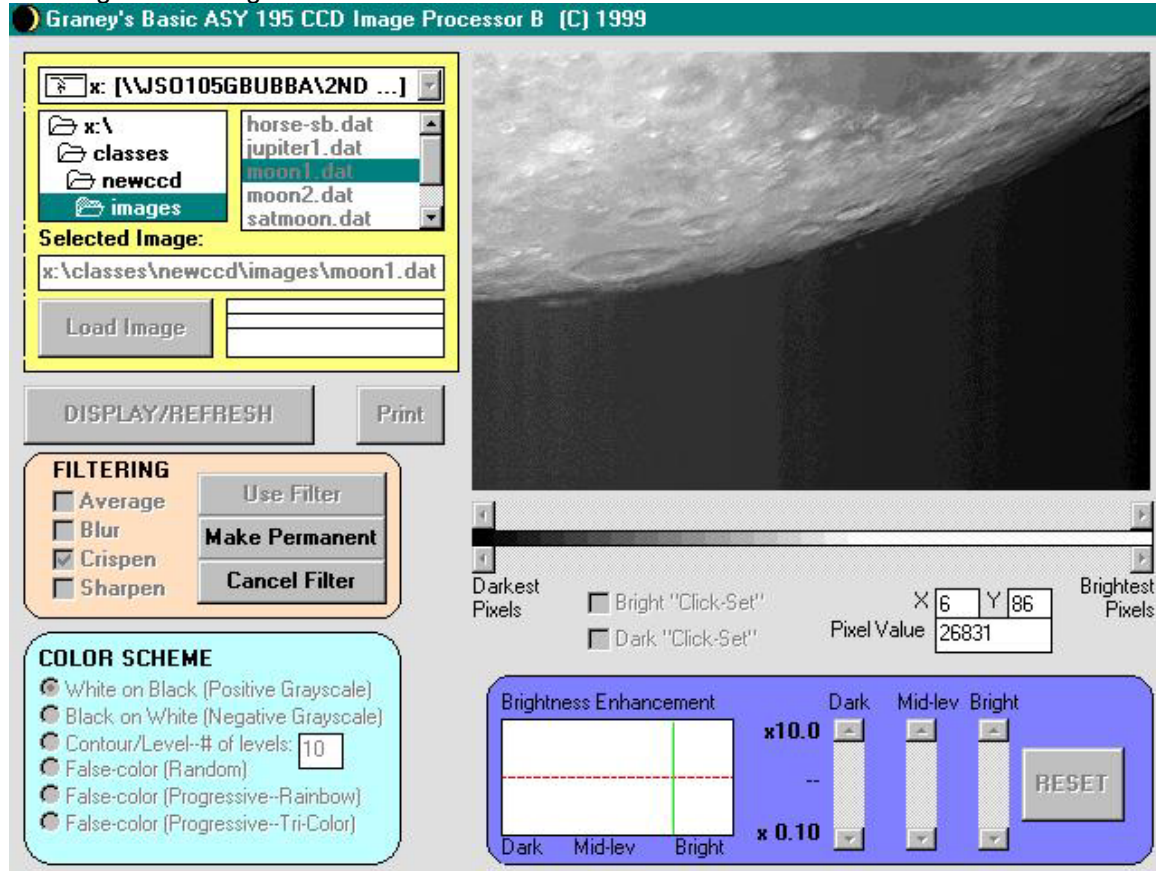 Graney's Basic ASY 195 CCD Image Processor B (C) 1999
x: [\\JSO105GBUBBA\2ND ...]
x:\
classes
newccd
images
horse-sb.dat
jupiter1.dat
moon1.dat
moon2.dat
satmoon.dat
Selected Image:
x:\classes\newccd\images\moon1.dat
Load Image
DISPLAY/REFRESH
Print
FILTERING
Average
Blur
Crispen
Sharpen
Use Filter
Make Permanent
Cancel Filter
COLOR SCHEME
White on Black (Positive Grayscale)
Black on White (Negative Grayscale)
Contour/Level--# of levels: 10
False-color (Random)
False-color (Progressive--Rainbow)
False-color (Progressive--Tri-Color)
Darkest
Pixels
Bright "Click-Set"
Dark "Click-Set"
X 6 Y 86
Pixel Value 26831
Brightest
Pixels
Brightness Enhancement
Dark Mid-lev Bright
x10.0
--
x 0.10
Dark Mid-lev Bright
RESET